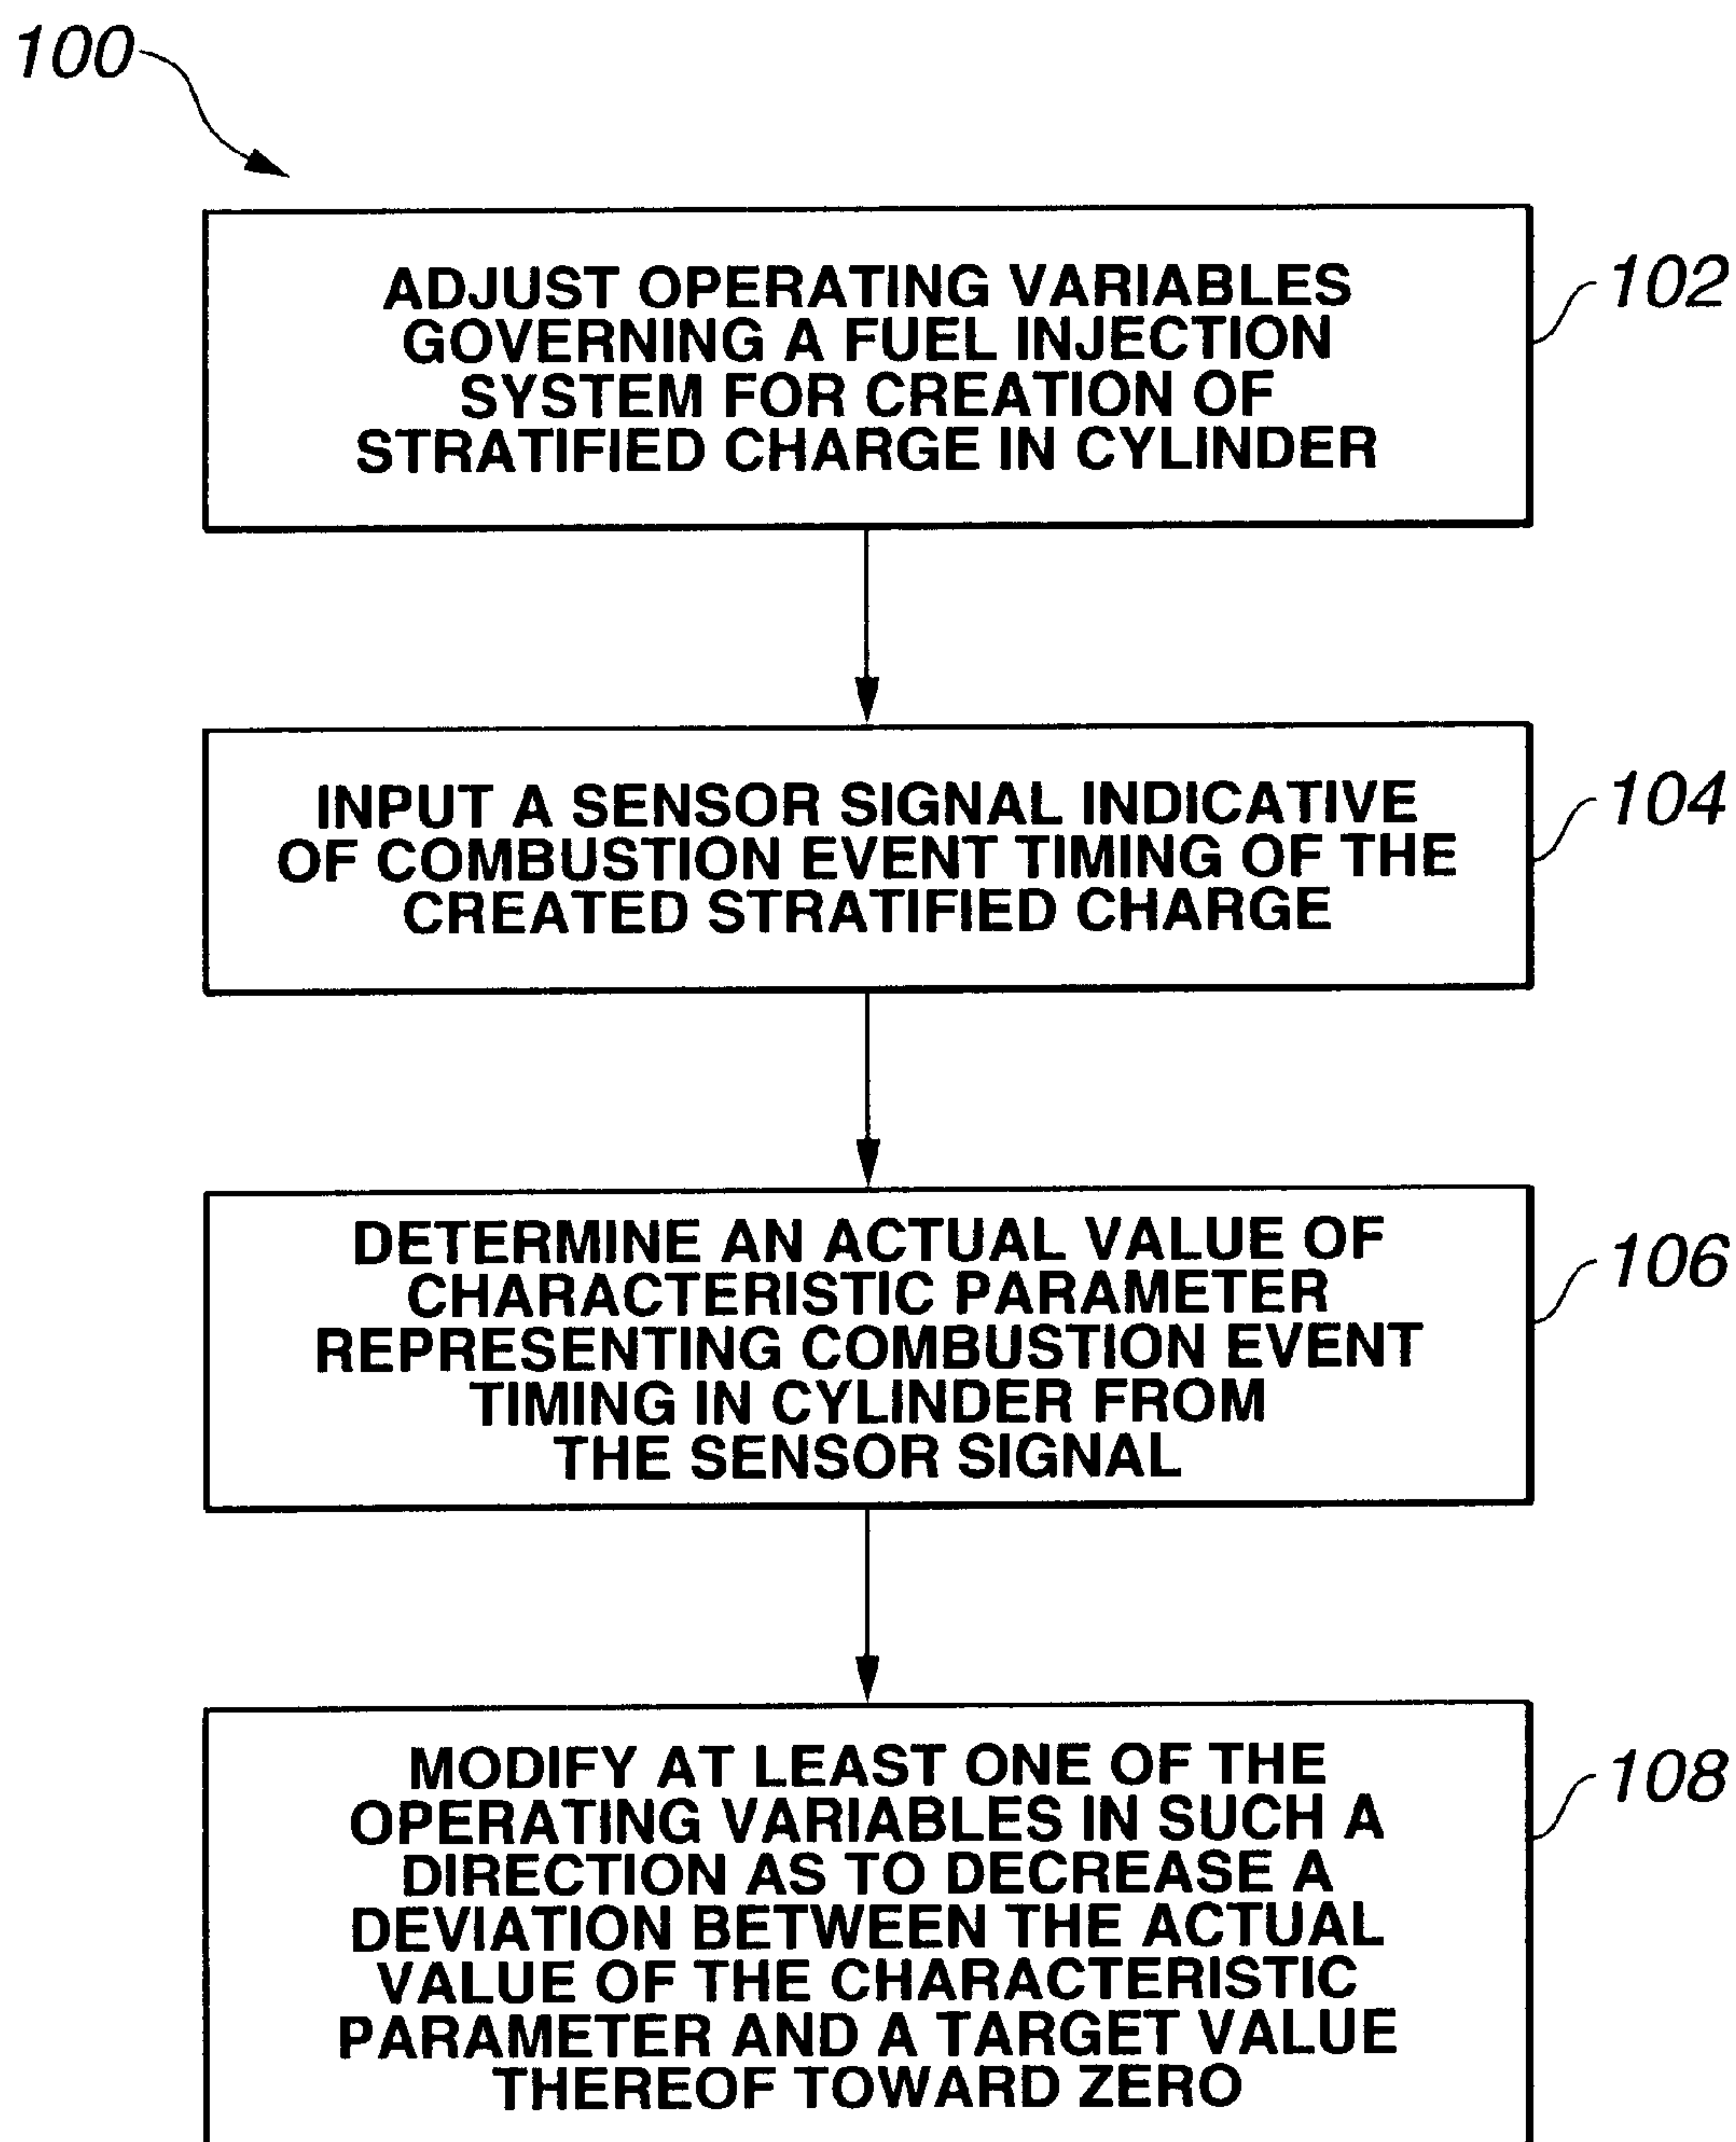 100
ADJUST OPERATING VARIABLES
GOVERNING A FUEL INJECTION
SYSTEM FOR CREATION OF
STRATIFIED CHARGE IN CYLINDER
102
INPUT A SENSOR SIGNAL INDICATIVE
OF COMBUSTION EVENT TIMING OF THE
CREATED STRATIFIED CHARGE
104
DETERMINE AN ACTUAL VALUE OF
CHARACTERISTIC PARAMETER
REPRESENTING COMBUSTION EVENT
TIMING IN CYLINDER FROM
THE SENSOR SIGNAL
106
MODIFY AT LEAST ONE OF THE
OPERATING VARIABLES IN SUCH A
DIRECTION AS TO DECREASE A
DEVIATION BETWEEN THE ACTUAL
VALUE OF THE CHARACTERISTIC
PARAMETER AND A TARGET VALUE
THEREOF TOWARD ZERO
108